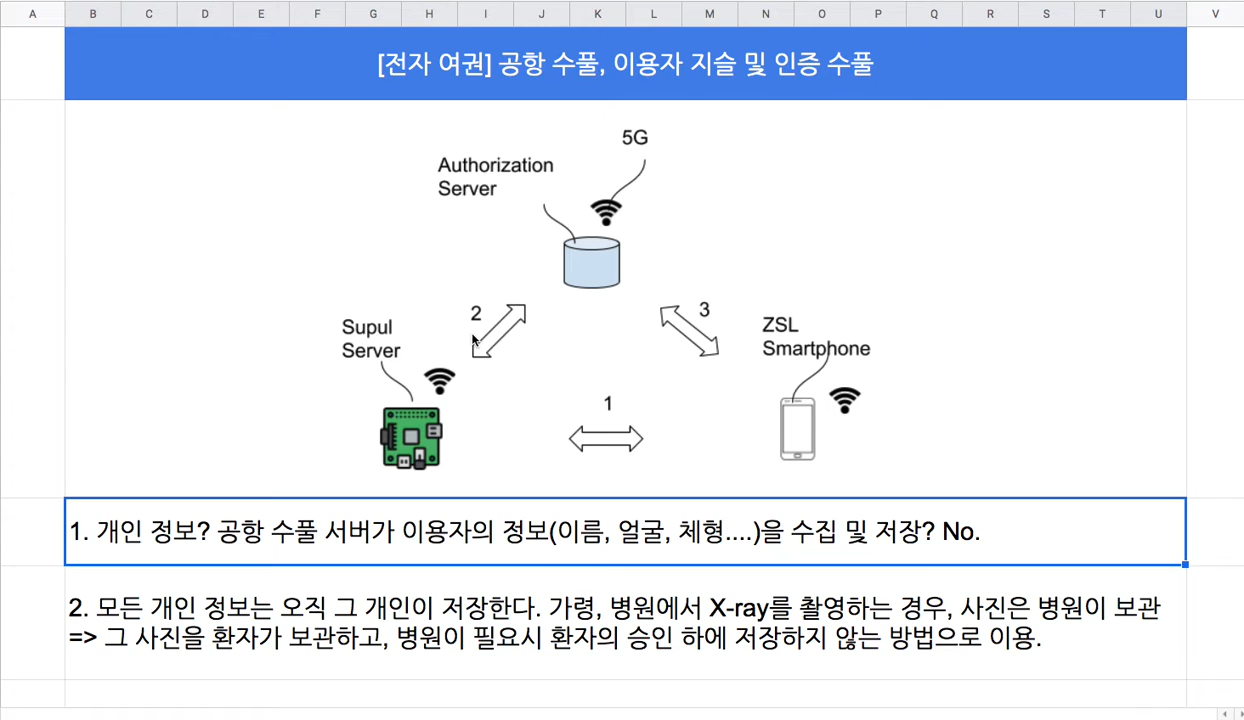 A B C D E F G H I J K L M N O P Q R S T U V
[전자 여권] 공항 수풀, 이용자 지슬 및 인증 수풀
5G
Authorization
Server
2
3
Supul
Server
ZSL
Smartphone
1
1. 개인 정보? 공항 수풀 서버가 이용자의 정보(이름, 얼굴, 체형....)을 수집 및 저장? No.
2. 모든 개인 정보는 오직 그 개인이 저장한다. 가령, 병원에서 X-ray를 촬영하는 경우, 사진은 병원이 보관
=> 그 사진을 환자가 보관하고, 병원이 필요시 환자의 승인 하에 저장하지 않는 방법으로 이용.